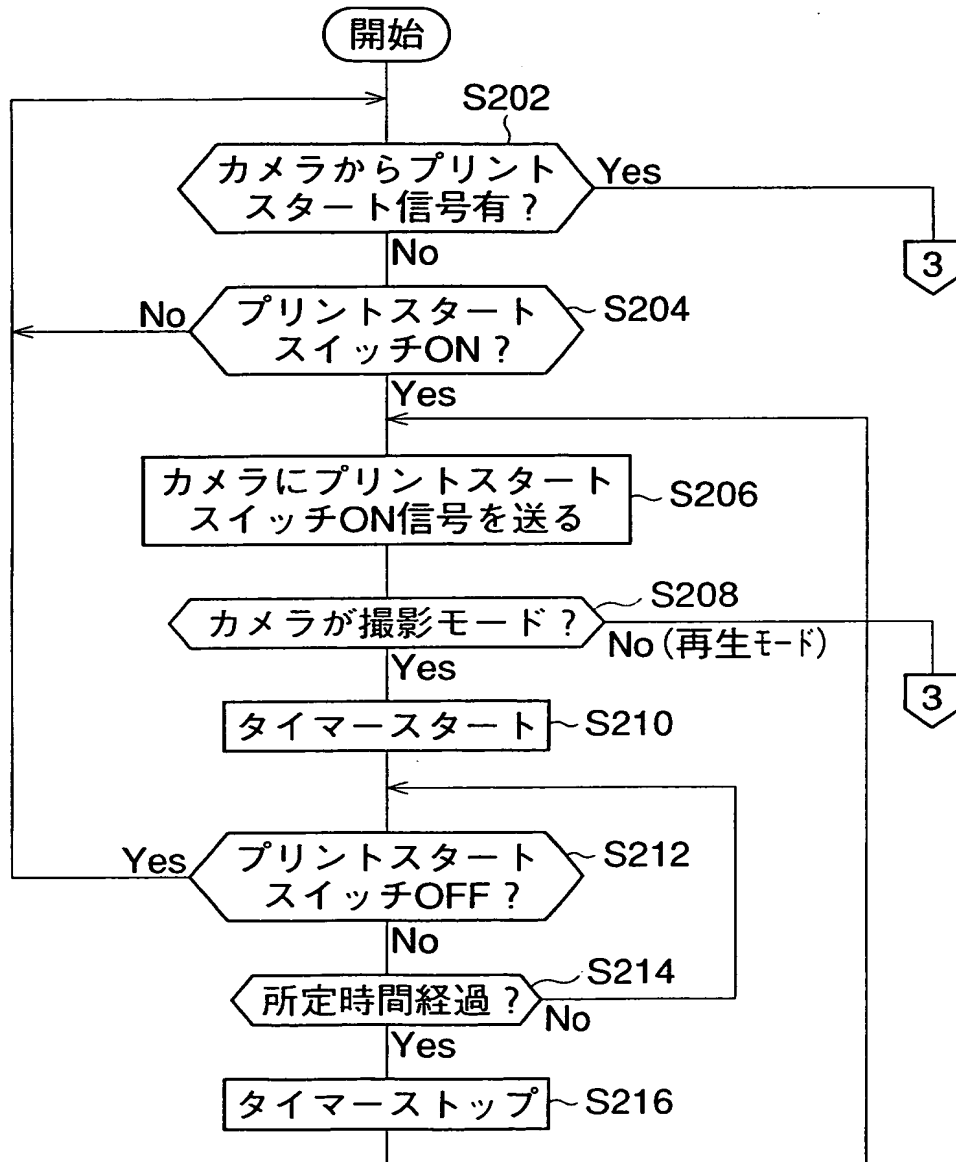 開始
S202
カメラからプリント
スタート信号有?
Yes
No
3
プリントスタート
スイッチON?
S204
No
Yes
カメラにプリントスタート
スイッチON信号を送る
S206
カメラが撮影モード?
S208
No(再生モード)
Yes
3
タイマースタート
S210
プリントスタート
スイッチOFF?
S212
Yes
No
所定時間経過?
S214
No
Yes
タイマーストップ
S216